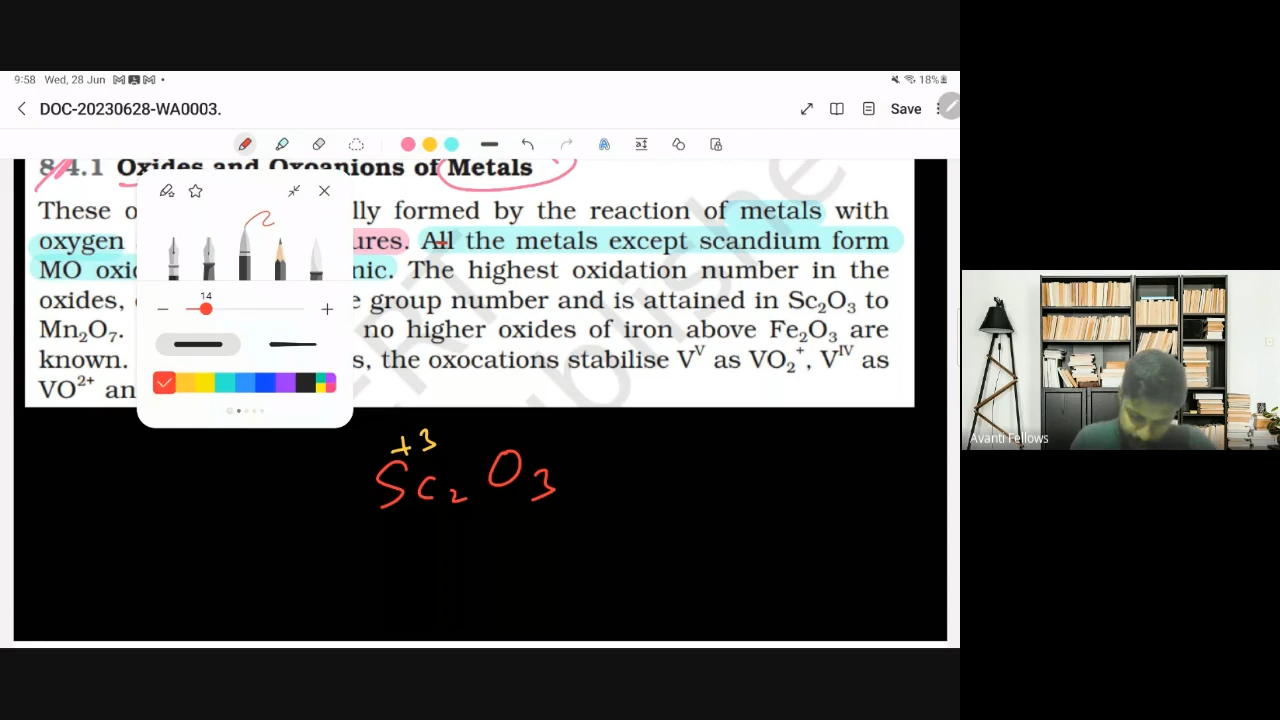 9:58 Wed, 28 Jun 18%
DOC-20230628-WA0003. Save
8.4.1 Oxides and Oxoanions of Metals
These lly formed by the reaction of metals with
oxygen ures. All the metals except scandium form
MO nic. The highest oxidation number in the
oxides, group number and is attained in Sc₂O₃ to
Mn₂O₇. no higher oxides of iron above Fe₂O₃ are
known. s, the oxocations stabilise Vⱽ as VO₂⁺, Vᴵⱽ as
VO²⁺ an
14
+3
Sc₂O₃
Avanti Fellows